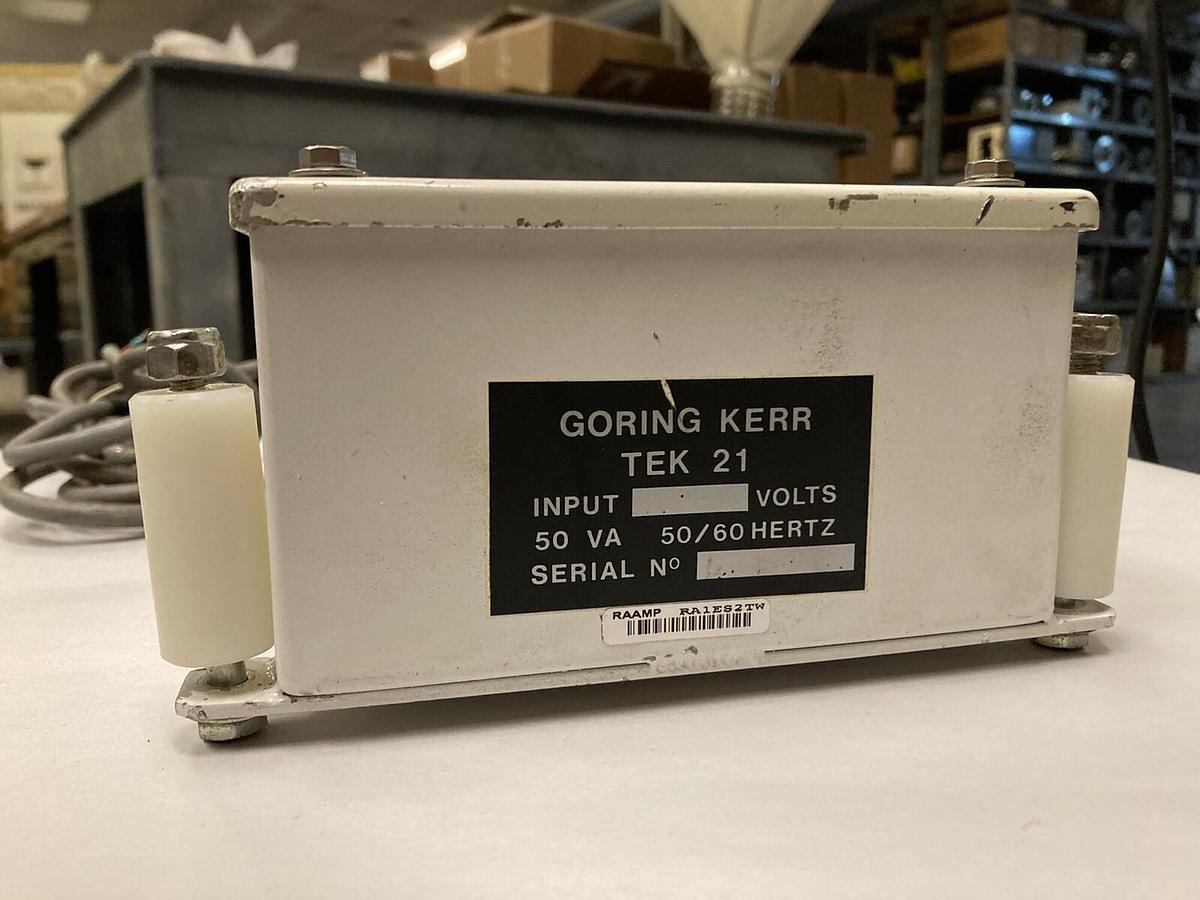 GORING KERR
TEK 21
INPUT VOLTS
50 VA 50/60 HERTZ
SERIAL Nº
RAAMP RA1ES2TW